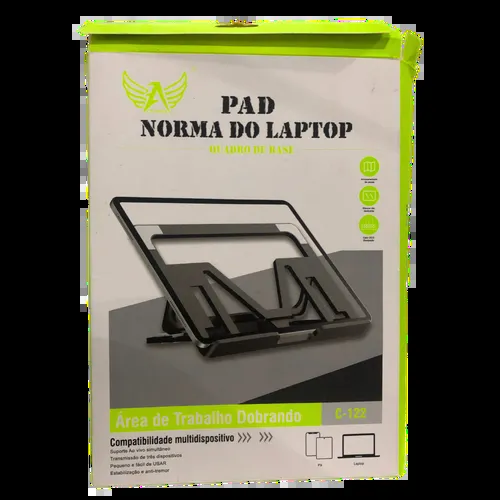 A
PAD
NORMA DO LAPTOP
QUADRO DE BASE
Área de Trabalho Dobrando
C-122
Compatibilidade multidispositivo
Suporte Ao vivo simultâneo
Transmissão de três dispositivos
Pequeno e fácil de USAR
Estabilização e anti-tremor
Pad
Laptop